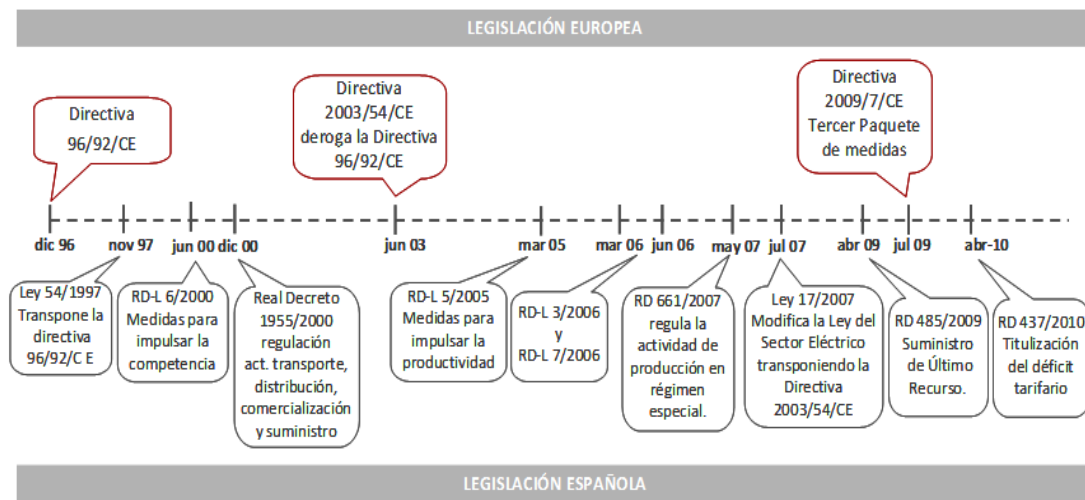 LEGISLACIÓN EUROPEA
Directiva
96/92/CE
Directiva
2003/54/CE
deroga la Directiva
96/92/CE
Directiva
2009/7/CE
Tercer Paquete
de medidas
dic 96
nov 97
jun 00
dic 00
jun 03
mar 05
mar 06
jun 06
may 07
jul 07
abr 09
jul 09
abr-10
Ley 54/1997
Transpone la
directiva
96/92/C E
RD-L 6/2000
Medidas para
impulsar la
competencia
Real Decreto
1955/2000
regulación
act. transporte,
distribución,
comercialización
y suministro
RD-L 5/2005
Medidas para
impulsar la
productividad
RD-L 3/2006
y
RD-L 7/2006
RD 661/2007
regula la
actividad de
producción en
régimen
especial.
Ley 17/2007
Modifica la Ley del
Sector Eléctrico
transponiendo la
Directiva
2003/54/CE
RD 485/2009
Suministro
de Último
Recurso.
RD 437/2010
Titulización
del déficit
tarifario
LEGISLACIÓN ESPAÑOLA